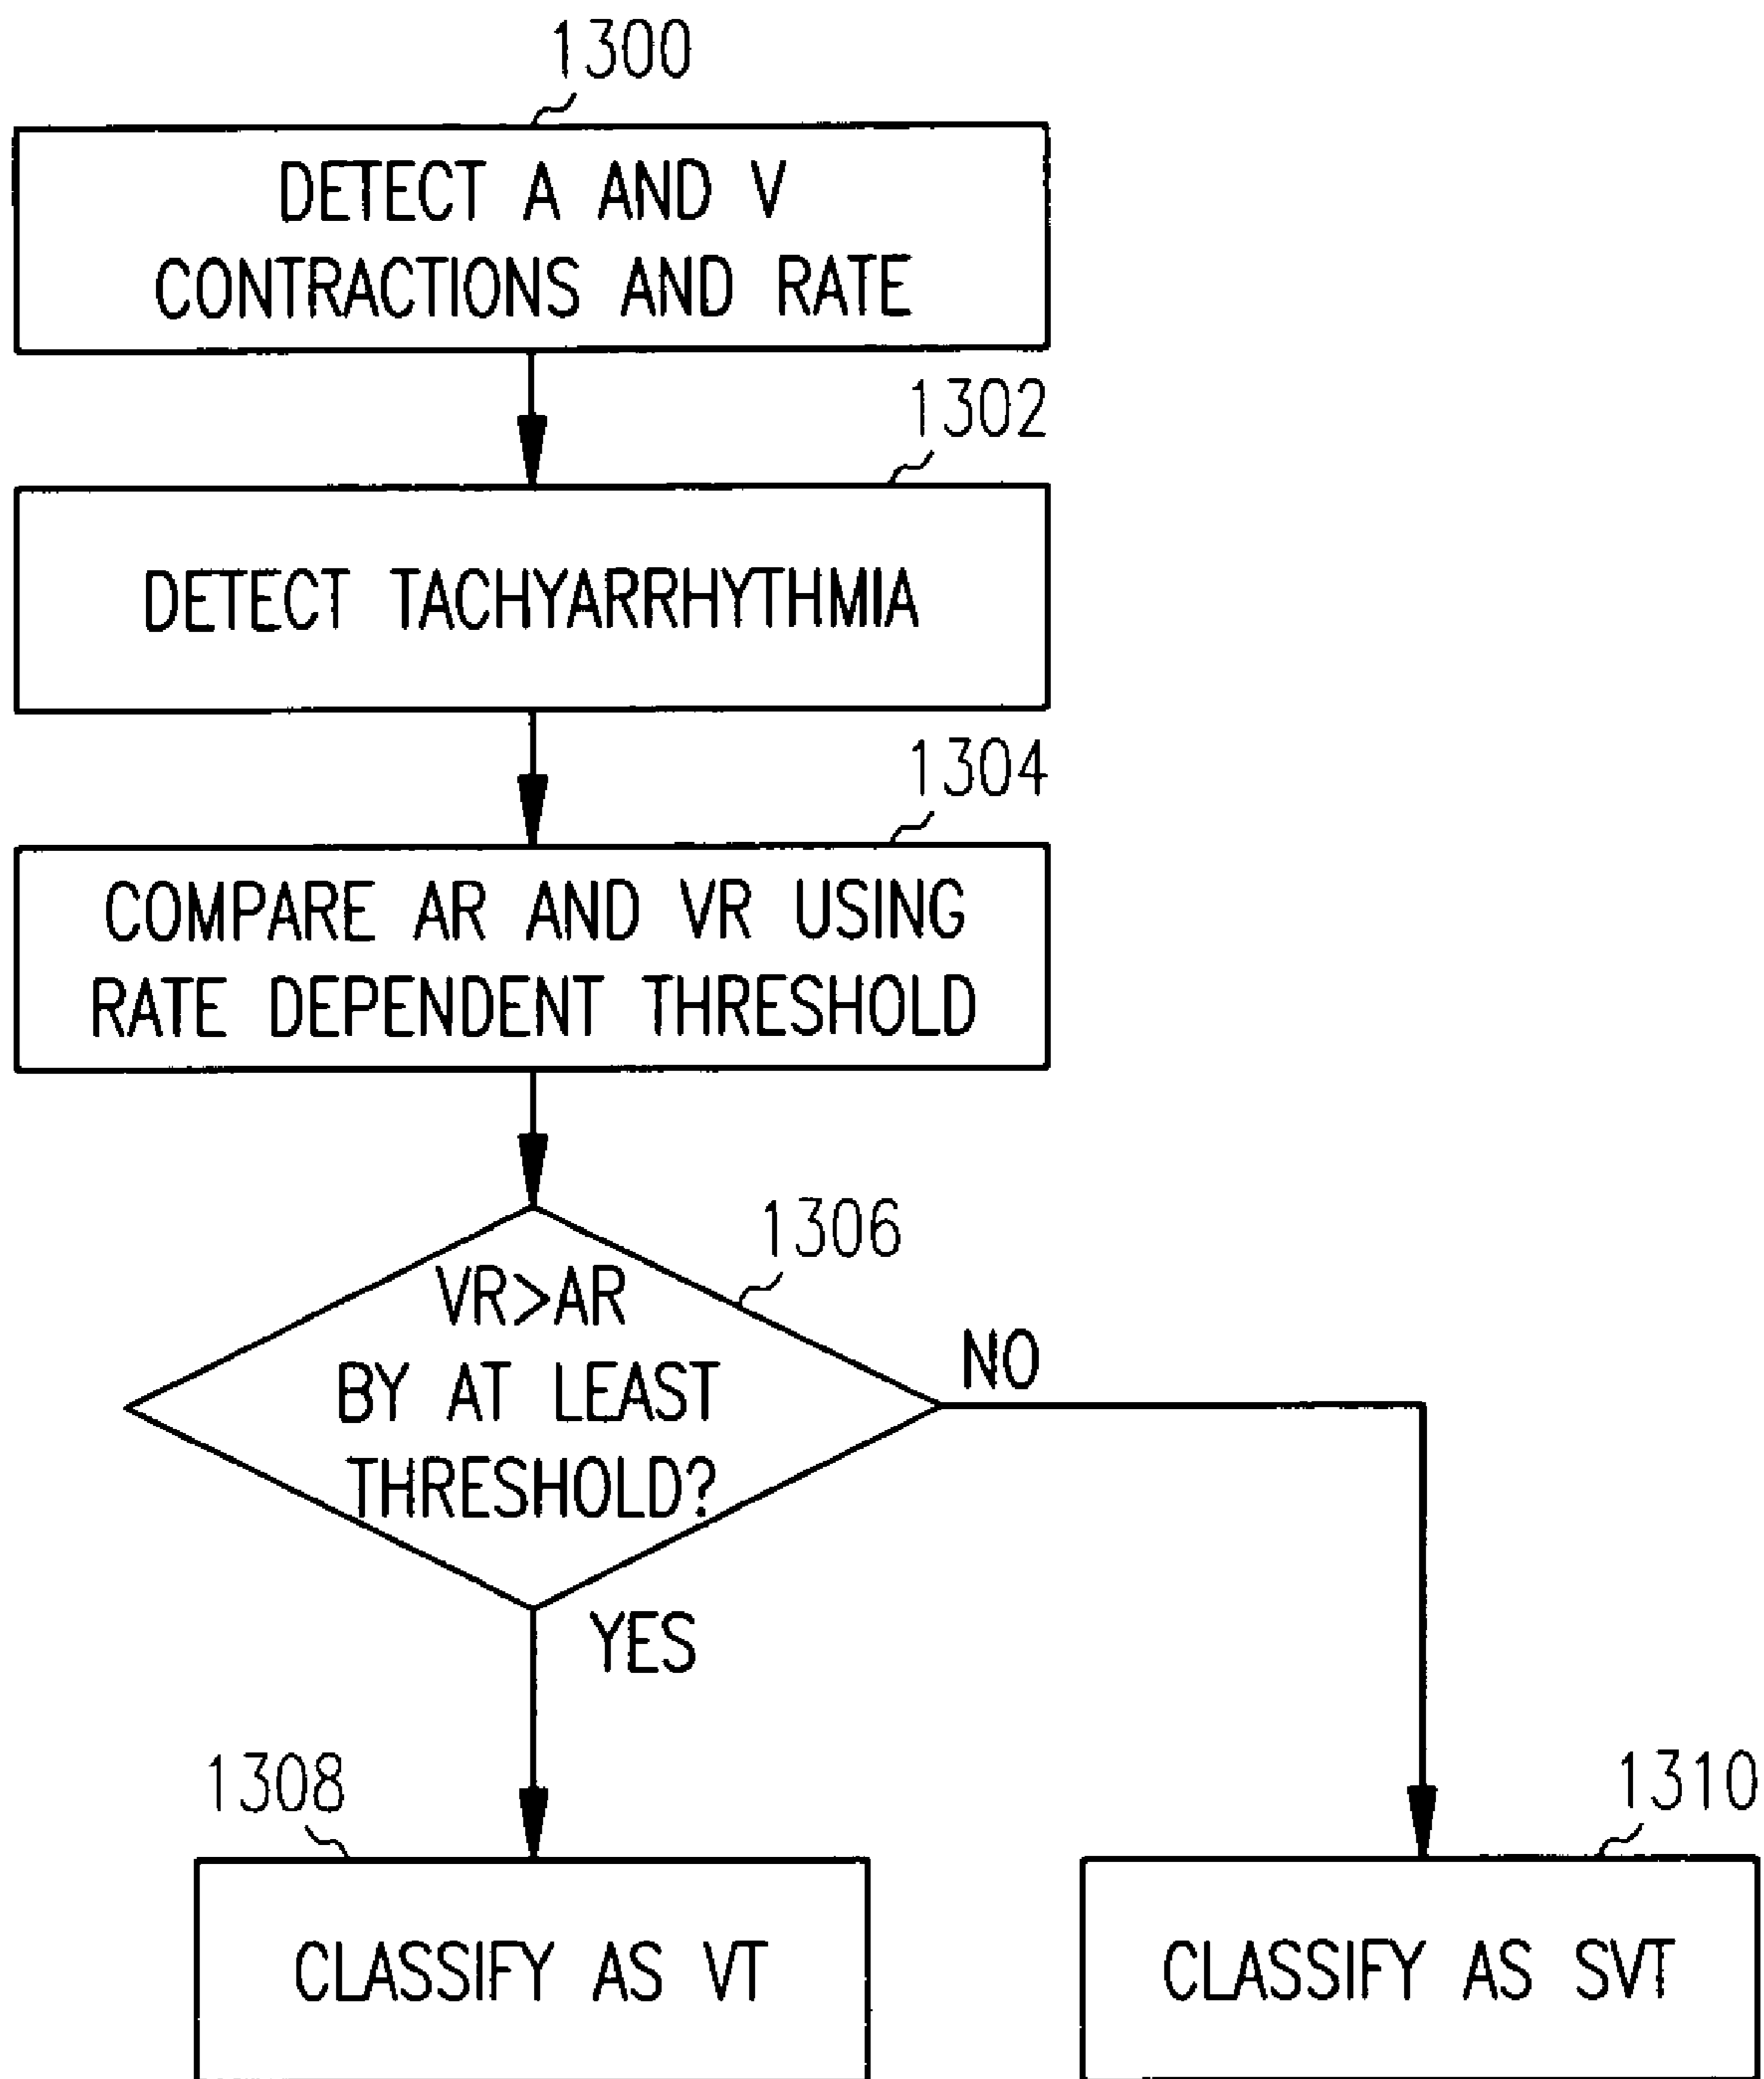 1300
DETECT A AND V
CONTRACTIONS AND RATE
1302
DETECT TACHYARRHYTHMIA
1304
COMPARE AR AND VR USING
RATE DEPENDENT THRESHOLD
1306
VR>AR
BY AT LEAST
THRESHOLD?
NO
YES
1308
CLASSIFY AS VT
1310
CLASSIFY AS SVT